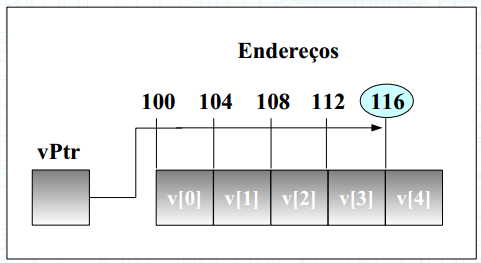 Endereços
100 104 108 112 116
vPtr
v[0] v[1] v[2] v[3] v[4]